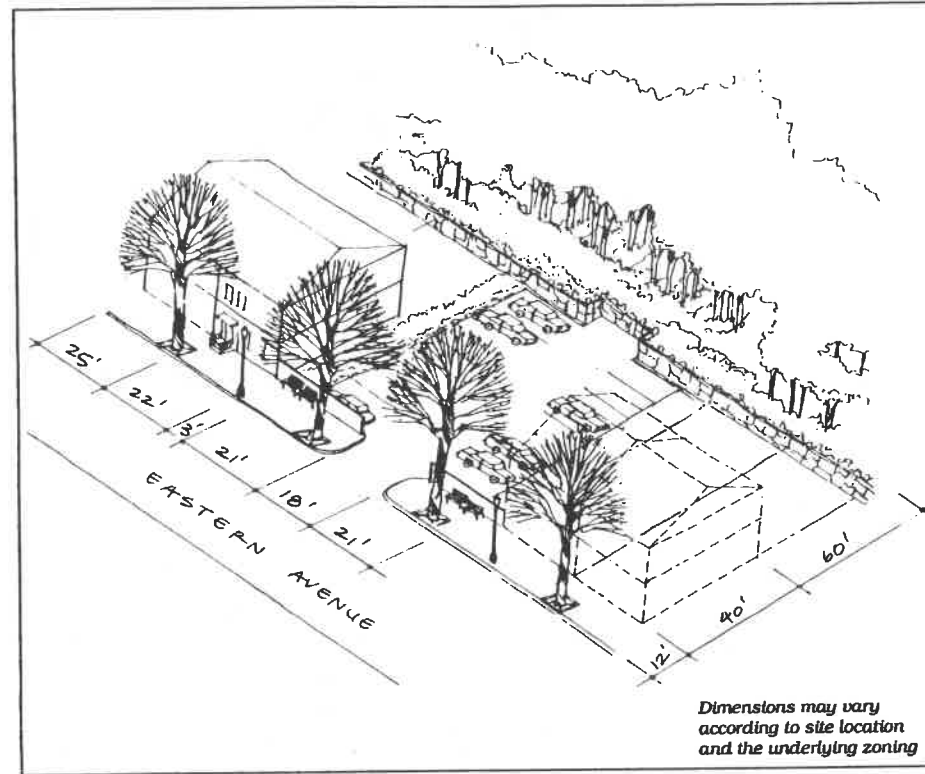 25'
22'
3'
21'
18'
21'
EASTERN AVENUE
12'
40'
60'
Dimensions may vary
according to site location
and the underlying zoning